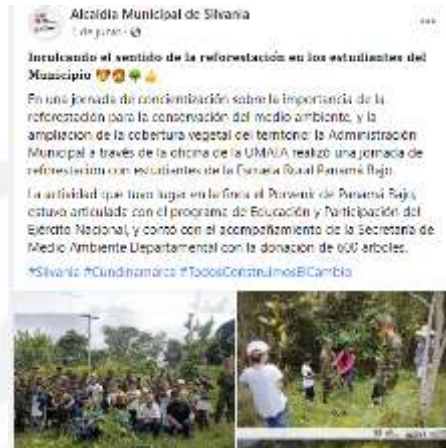 Alcaldía Municipal de Silvania
de junio
Inculcando el sentido de la reforestación en los estudiantes del
Municipio
En una jornada de concientización sobre la importancia de la
reforestación para la conservación del medio ambiente, y la
ampliación de la cobertura vegetal del territorio; la Administración
Municipal a través de la oficina de la UMATA realizó una jornada de
reforestación con estudiantes de la Escuela Rural Panamá Bajo.
La actividad que tuvo lugar en la finca el Porvenir de Panamá Bajo,
estuvo articulada con el programa de Educación y Participación del
Ejército Nacional, y contó con el acompañamiento de la Secretaría de
Medio Ambiente Departamental con la donación de 600 árboles.
#Silvania #Cundinamarca #TodosConstruimosElCambio